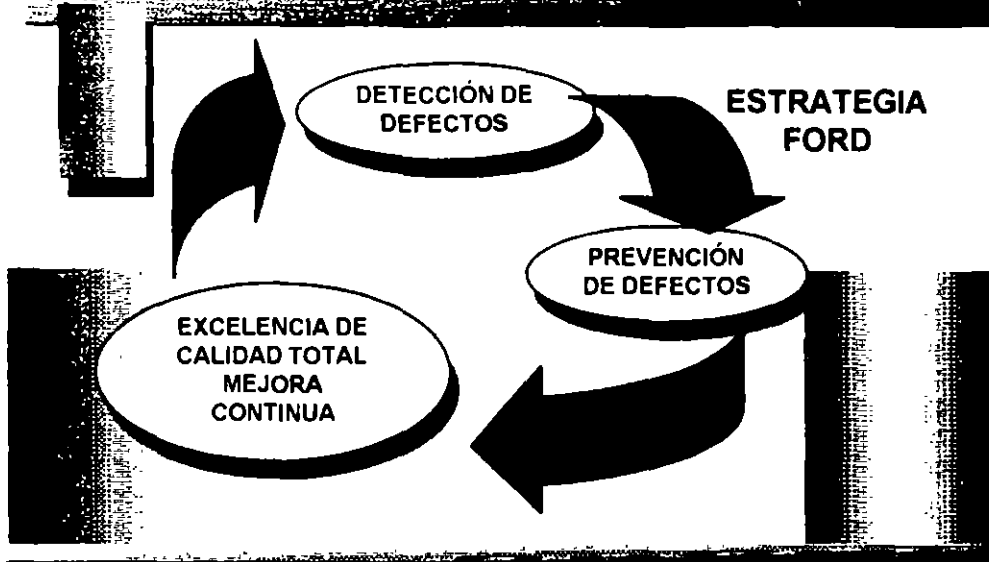 DETECCIÓN DE
DEFECTOS
ESTRATEGIA
FORD
PREVENCIÓN
DE DEFECTOS
EXCELENCIA DE
CALIDAD TOTAL
MEJORA
CONTINUA